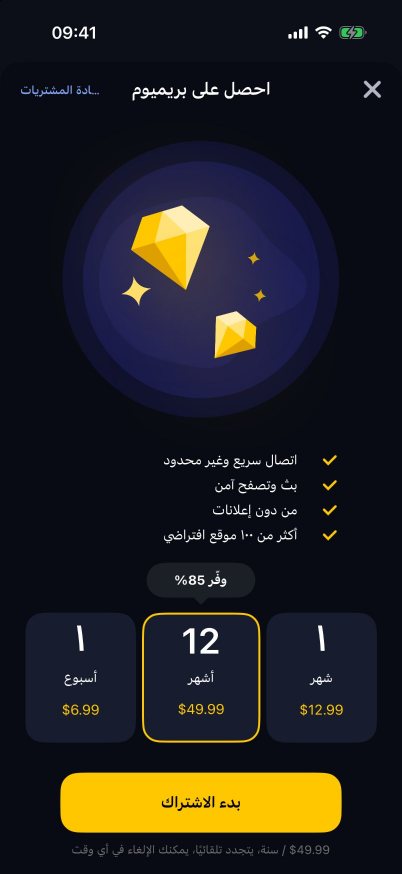 09:41
احصل على بريميوم
...ادة المشتريات
اتصال سريع وغير محدود
بث وتصفح آمن
من دون إعلانات
أكثر من ١٠٠ موقع افتراضي
وفّر 85%
١
شهر
$12.99
12
أشهر
$49.99
١
أسبوع
$6.99
بدء الاشتراك
$49.99 / سنة، يتجدد تلقائيًا، يمكنك الإلغاء في أي وقت